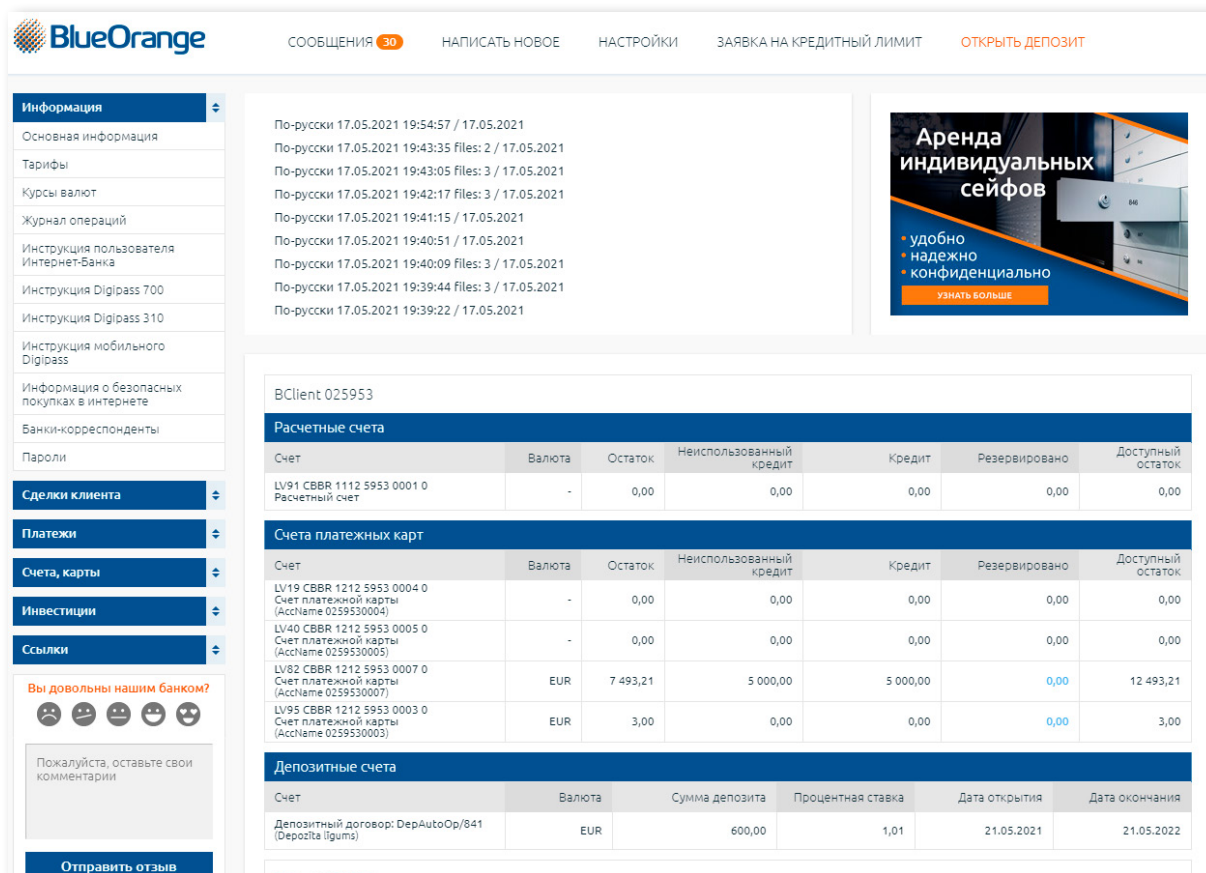 BlueOrange
СООБЩЕНИЯ 30
НАПИСАТЬ НОВОЕ
НАСТРОЙКИ
ЗАЯВКА НА КРЕДИТНЫЙ ЛИМИТ
ОТКРЫТЬ ДЕПОЗИТ
Информация
Основная информация
Тарифы
Курсы валют
Журнал операций
Инструкция пользователя
Интернет-Банка
Инструкция Digipass 700
Инструкция Digipass 310
Инструкция мобильного
Digipass
Информация о безопасных
покупках в интернете
Банки-корреспонденты
Пароли
Сделки клиента
Платежи
Счета, карты
Инвестиции
Ссылки
Вы довольны нашим банком?
Пожалуйста, оставьте свои
комментарии
Отправить отзыв
По-русски 17.05.2021 19:54:57 / 17.05.2021
По-русски 17.05.2021 19:43:35 files: 2 / 17.05.2021
По-русски 17.05.2021 19:43:05 files: 3 / 17.05.2021
По-русски 17.05.2021 19:42:17 files: 3 / 17.05.2021
По-русски 17.05.2021 19:41:15 / 17.05.2021
По-русски 17.05.2021 19:40:51 / 17.05.2021
По-русски 17.05.2021 19:40:09 files: 3 / 17.05.2021
По-русски 17.05.2021 19:39:44 files: 3 / 17.05.2021
По-русски 17.05.2021 19:39:22 / 17.05.2021
Аренда
индивидуальных
сейфов
846
• удобно
• надежно
• конфиденциально
УЗНАТЬ БОЛЬШЕ
BClient 025953
Расчетные счета
Счет Валюта Остаток Неиспользованный кредит Кредит Резервировано Доступный остаток
LV91 CBBR 1112 5953 0001 0
Расчетный счет
- 0,00 0,00 0,00 0,00 0,00
Счета платежных карт
Счет Валюта Остаток Неиспользованный кредит Кредит Резервировано Доступный остаток
LV19 CBBR 1212 5953 0004 0
Счет платежной карты
(AccName 0259530004)
- 0,00 0,00 0,00 0,00 0,00
LV40 CBBR 1212 5953 0005 0
Счет платежной карты
(AccName 0259530005)
- 0,00 0,00 0,00 0,00 0,00
LV82 CBBR 1212 5953 0007 0
Счет платежной карты
(AccName 0259530007)
EUR 7 493,21 5 000,00 5 000,00 0,00 12 493,21
LV95 CBBR 1212 5953 0003 0
Счет платежной карты
(AccName 0259530003)
EUR 3,00 0,00 0,00 0,00 3,00
Депозитные счета
Счет Валюта Сумма депозита Процентная ставка Дата открытия Дата окончания
Депозитный договор: DepAutoOp/841
(Depozīta līgums)
EUR 600,00 1,01 21.05.2021 21.05.2022